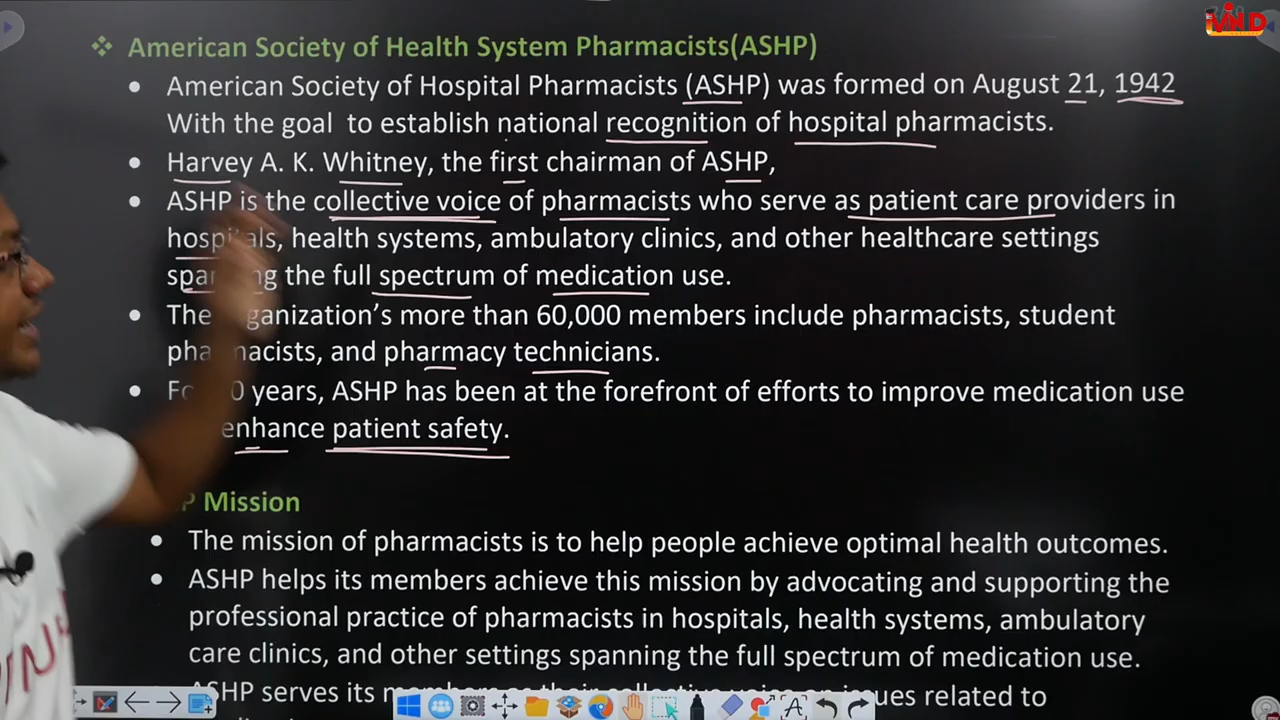 MIND
❖ American Society of Health System Pharmacists(ASHP)
• American Society of Hospital Pharmacists (ASHP) was formed on August 21, 1942
With the goal to establish national recognition of hospital pharmacists.
• Harvey A. K. Whitney, the first chairman of ASHP,
• ASHP is the collective voice of pharmacists who serve as patient care providers in
hospitals, health systems, ambulatory clinics, and other healthcare settings
the full spectrum of medication use.
• more than 60,000 members include pharmacists, student
and pharmacy technicians.
• years, ASHP has been at the forefront of efforts to improve medication use
enhance patient safety.
Mission
• The mission of pharmacists is to help people achieve optimal health outcomes.
• ASHP helps its members achieve this mission by advocating and supporting the
professional practice of pharmacists in hospitals, health systems, ambulatory
care clinics, and other settings spanning the full spectrum of medication use.
ASHP serves its related to